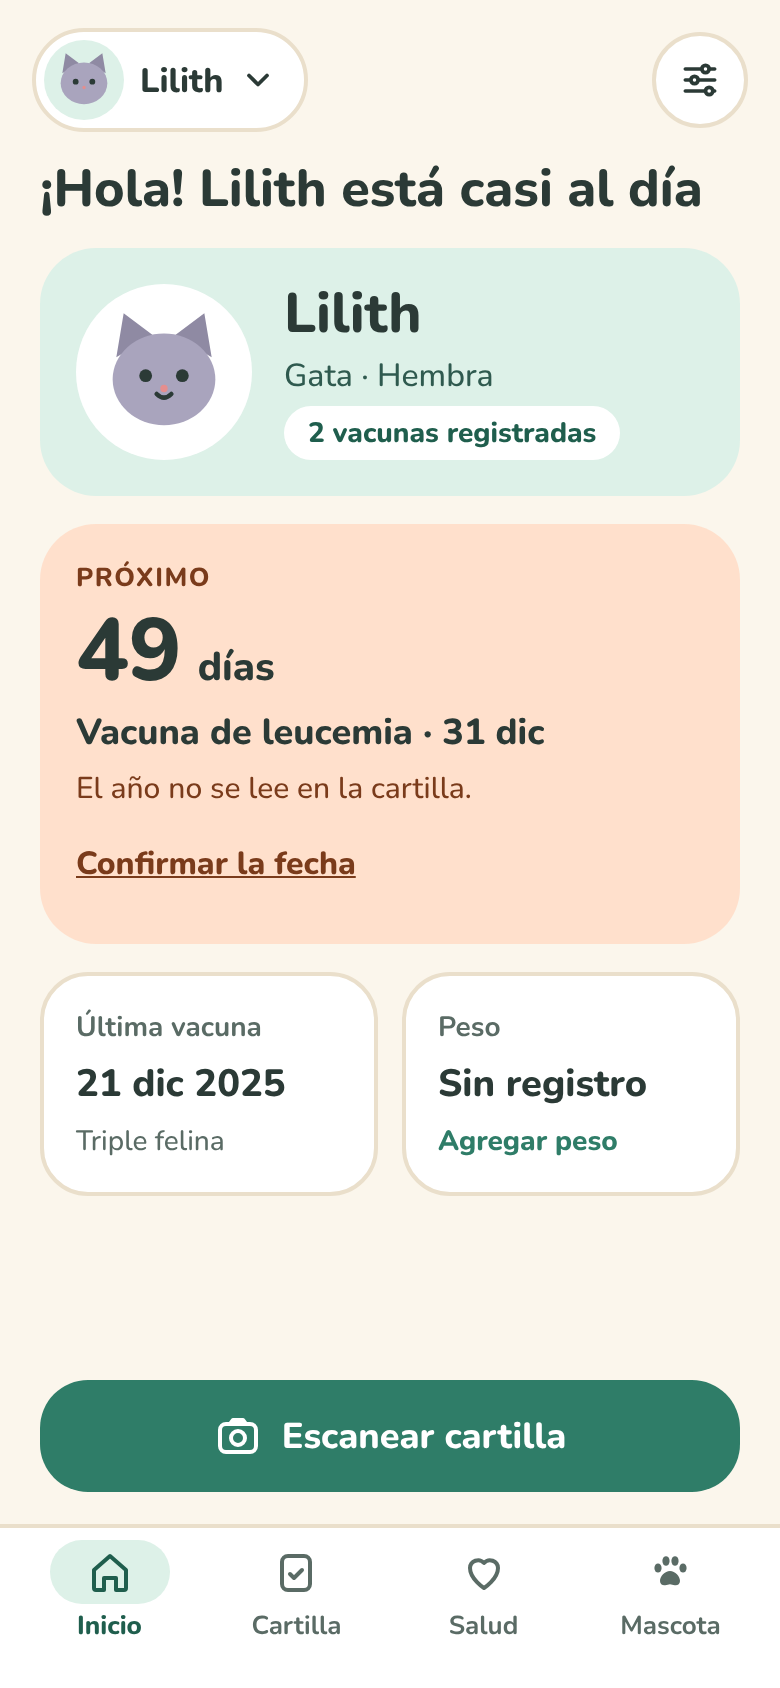 Lilith
¡Hola! Lilith está casi al día
Lilith
Gata · Hembra
2 vacunas registradas
PRÓXIMO
49 días
Vacuna de leucemia · 31 dic
El año no se lee en la cartilla.
Confirmar la fecha
Última vacuna
21 dic 2025
Triple felina
Peso
Sin registro
Agregar peso
Escanear cartilla
Inicio
Cartilla
Salud
Mascota